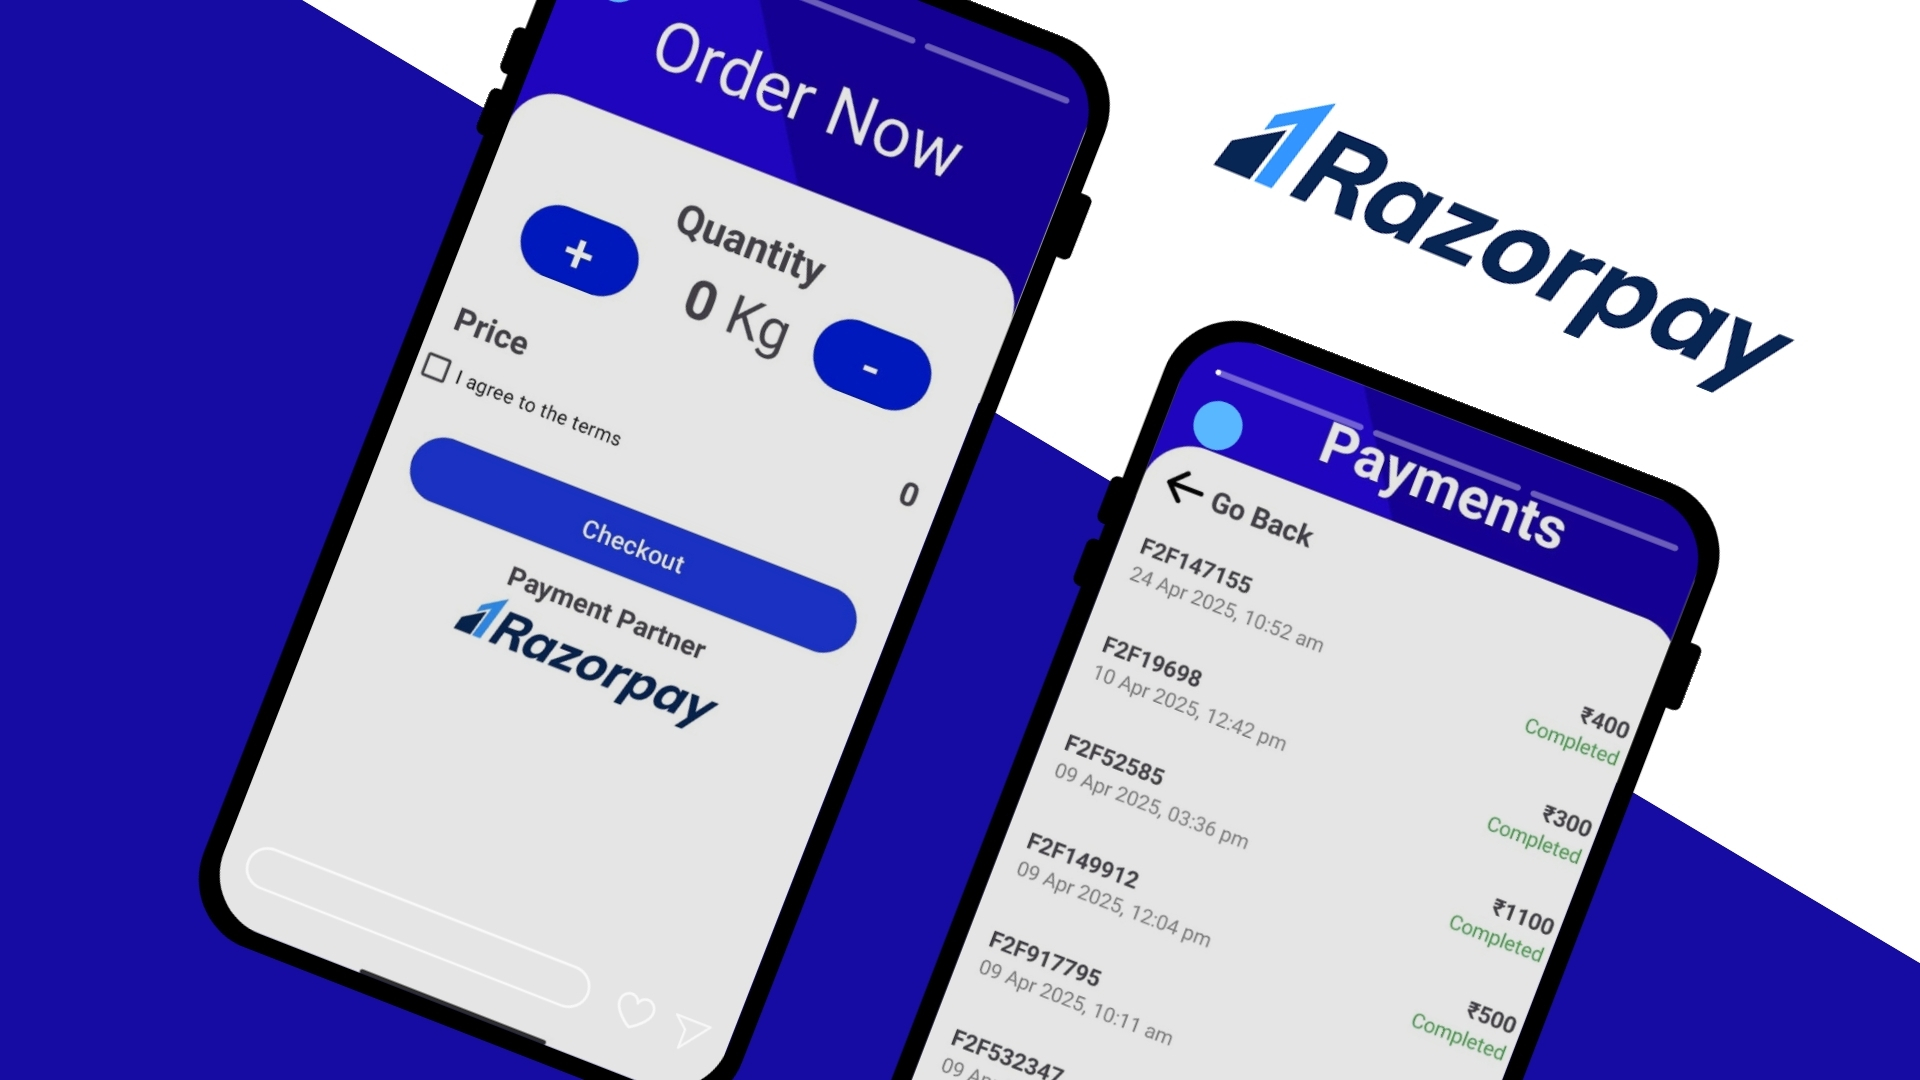 Order Now
Quantity
+
0 Kg
-
Price
0
I agree to the terms
Checkout
Payment Partner
Razorpay
Razorpay
Payments
Go Back
F2F147155
24 Apr 2025, 10:52 am
₹400
Completed
F2F19698
10 Apr 2025, 12:42 pm
₹300
Completed
F2F52585
09 Apr 2025, 03:36 pm
₹1100
Completed
F2F149912
09 Apr 2025, 12:04 pm
₹500
Completed
F2F917795
09 Apr 2025, 10:11 am
F2F532347
09